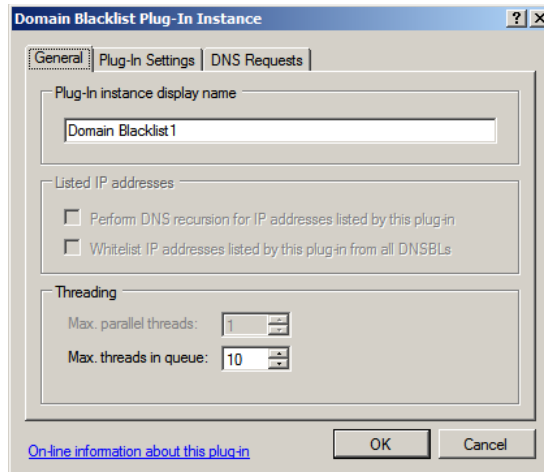 Domain Blacklist Plug-In Instance
General Plug-In Settings DNS Requests
Plug-In instance display name
Domain Blacklist1
Listed IP addresses
Perform DNS recursion for IP addresses listed by this plug-in
Whitelist IP addresses listed by this plug-in from all DNSBLs
Threading
Max. parallel threads: 1
Max. threads in queue: 10
On-line information about this plug-in OK Cancel